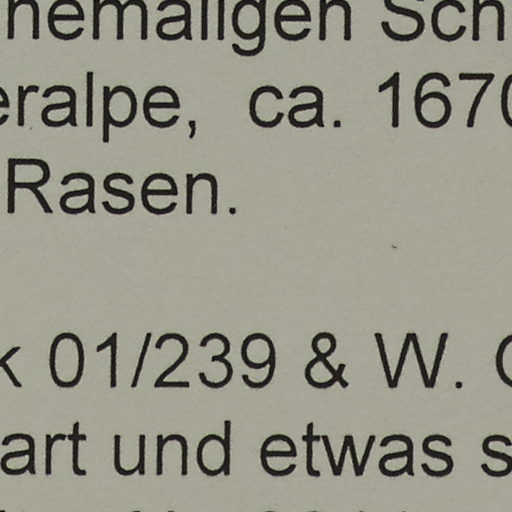 hemaligen Sch
eralpe, ca. 1670
Rasen.
k 01/239 & W.
art und etwas s